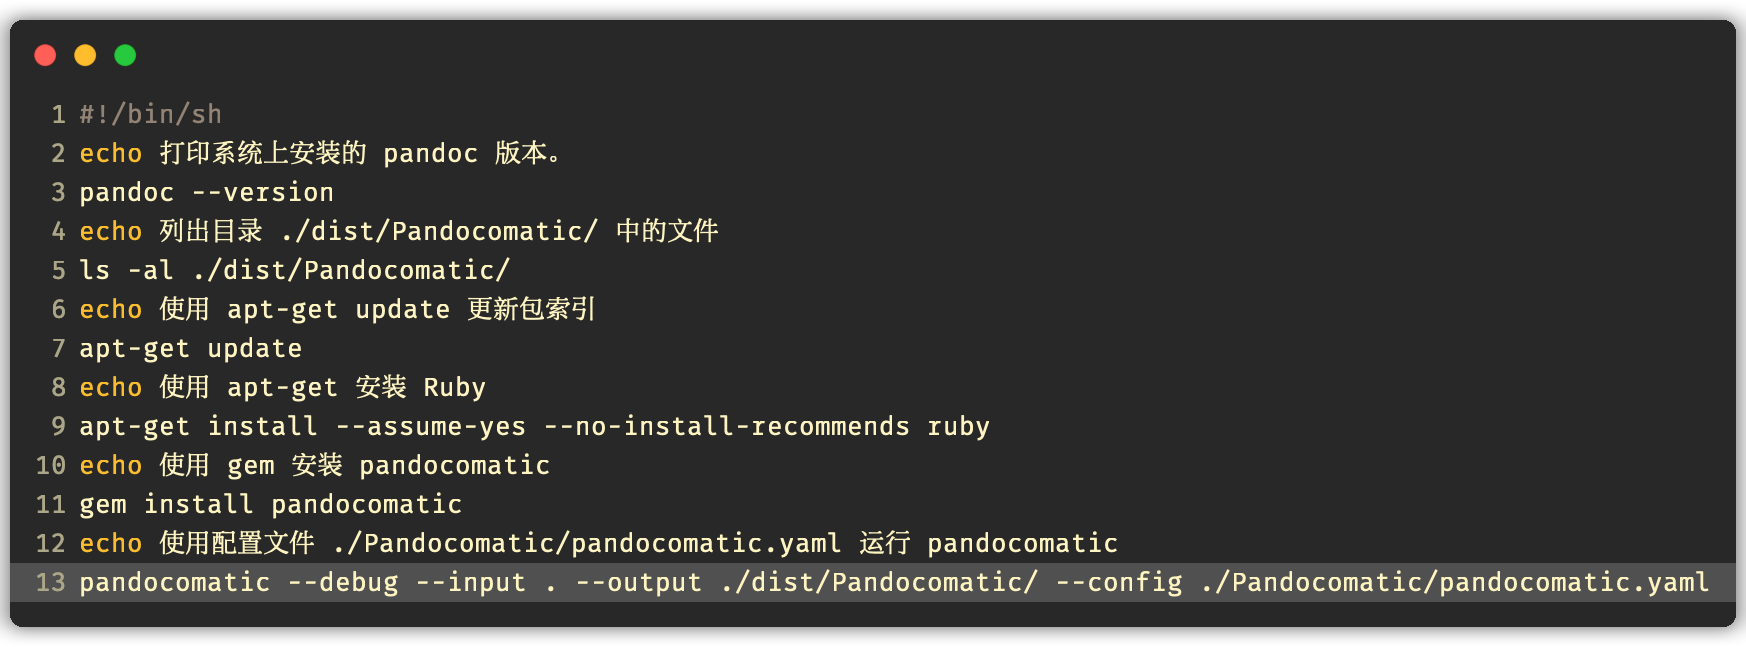 1 #!/bin/sh
2 echo 打印系统上安装的 pandoc 版本。
3 pandoc --version
4 echo 列出目录 ./dist/Pandocomatic/ 中的文件
5 ls -al ./dist/Pandocomatic/
6 echo 使用 apt-get update 更新包索引
7 apt-get update
8 echo 使用 apt-get 安装 Ruby
9 apt-get install --assume-yes --no-install-recommends ruby
10 echo 使用 gem 安装 pandocomatic
11 gem install pandocomatic
12 echo 使用配置文件 ./Pandocomatic/pandocomatic.yaml 运行 pandocomatic
13 pandocomatic --debug --input . --output ./dist/Pandocomatic/ --config ./Pandocomatic/pandocomatic.yaml